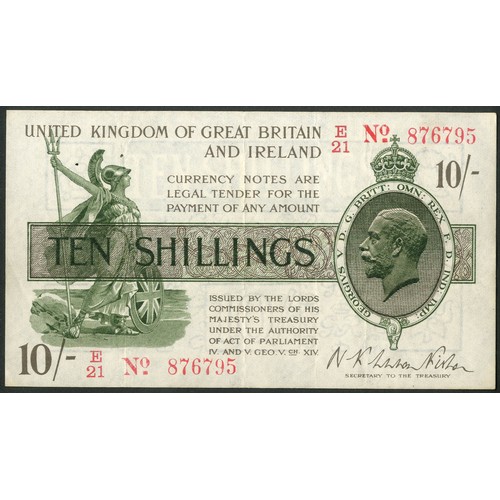 UNITED KINGDOM OF GREAT BRITAIN
AND IRELAND
E/21 No. 876795
10/-
CURRENCY NOTES ARE
LEGAL TENDER FOR THE
PAYMENT OF ANY AMOUNT
TEN SHILLINGS
GEORGIVS V D. G. BRITT: OMN: REX F. D. IND: IMP:
ISSUED BY THE LORDS
COMMISSIONERS OF HIS
MAJESTY'S TREASURY
UNDER THE AUTHORITY
OF ACT OF PARLIAMENT
IV. AND V. GEO. V. CH. XIV.
10/- E/21 No. 876795
SECRETARY TO THE TREASURY